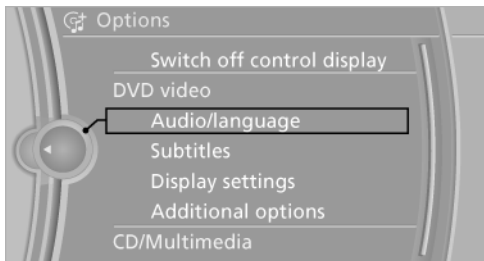 Options
Switch off control display
DVD video
Audio/language
Subtitles
Display settings
Additional options
CD/Multimedia